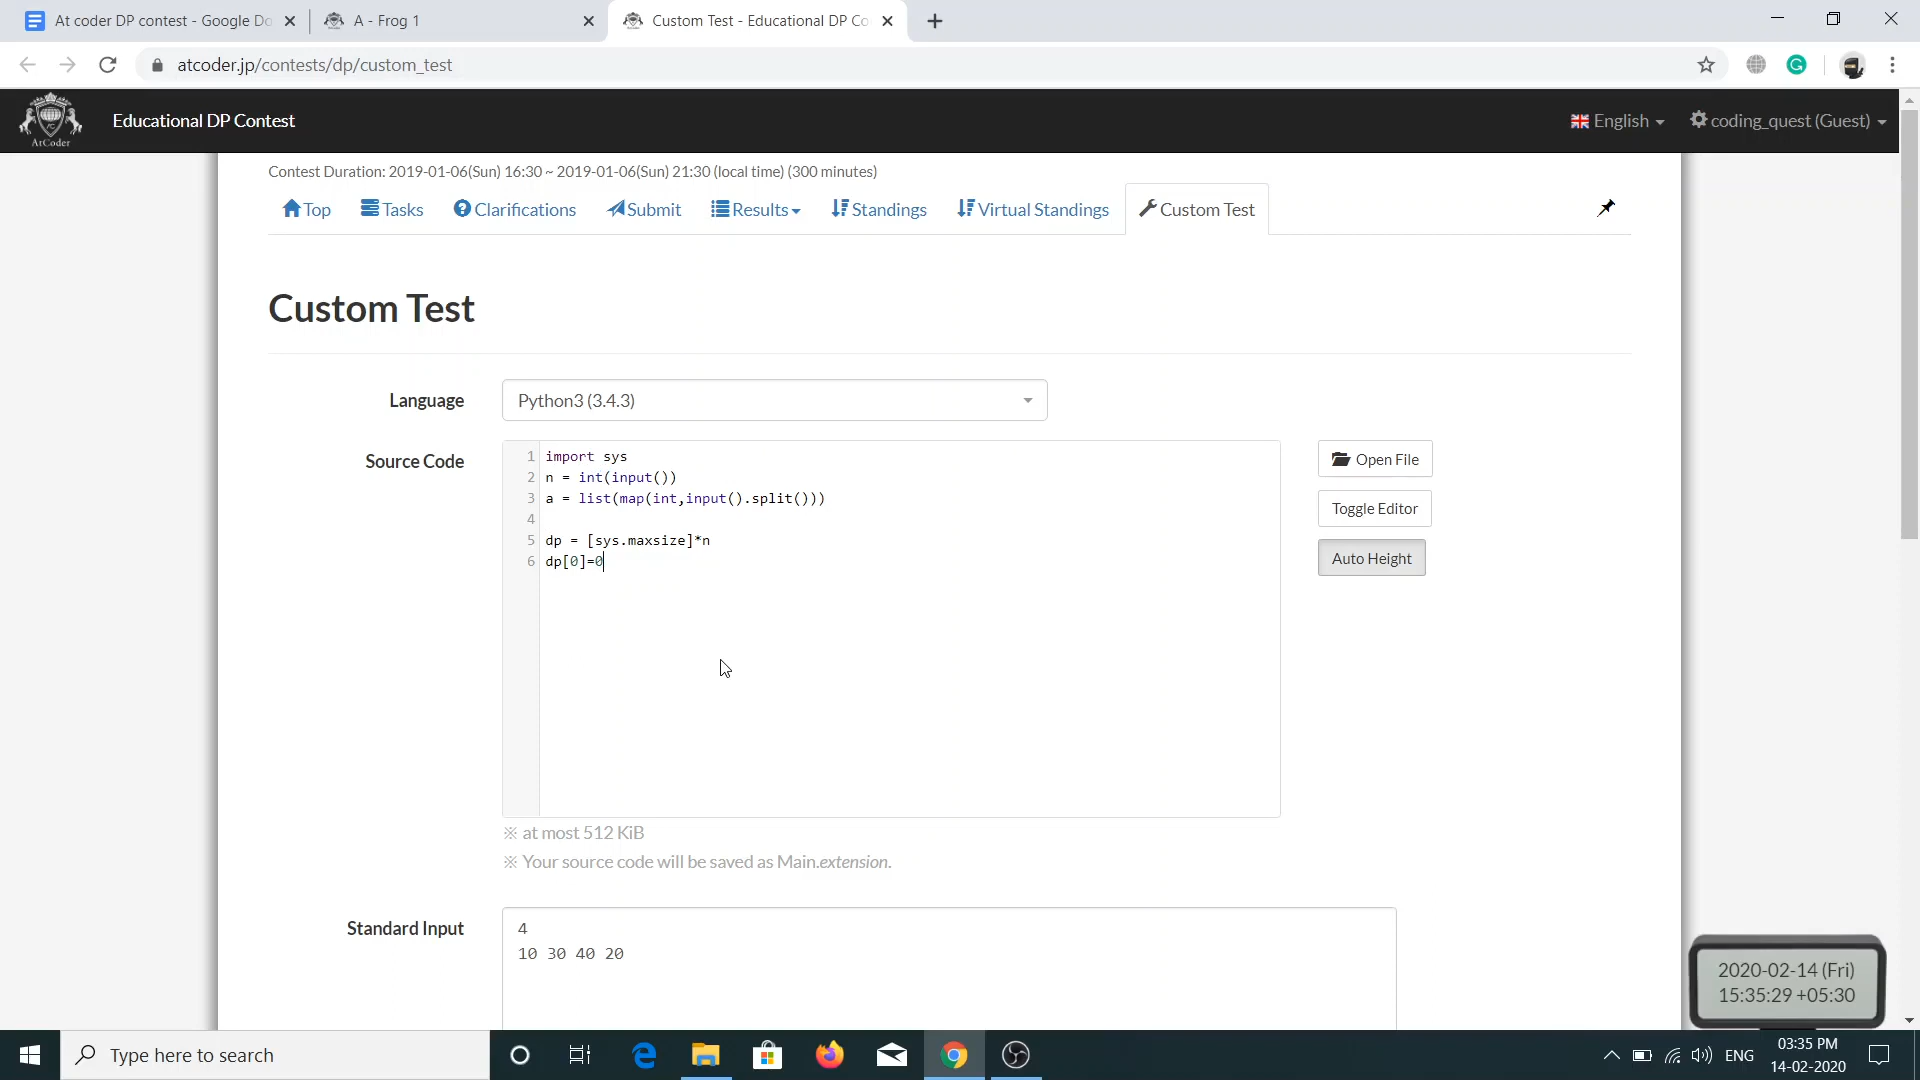 At coder DP contest - Google Do
A - Frog 1
Custom Test - Educational DP Co
atcoder.jp/contests/dp/custom_test
AtCoder
Educational DP Contest
English
coding_quest (Guest)
Contest Duration: 2019-01-06(Sun) 16:30 ~ 2019-01-06(Sun) 21:30 (local time) (300 minutes)
Top
Tasks
Clarifications
Submit
Results
Standings
Virtual Standings
Custom Test
Custom Test
Language
Python3 (3.4.3)
Source Code
1 import sys
2 n = int(input())
3 a = list(map(int,input().split()))
4
5 dp = [sys.maxsize]*n
6 dp[0]=0
Open File
Toggle Editor
Auto Height
※ at most 512 KiB
※ Your source code will be saved as Main.extension.
Standard Input
4
10 30 40 20
2020-02-14 (Fri)
15:35:29 +05:30
Type here to search
ENG
03:35 PM
14-02-2020